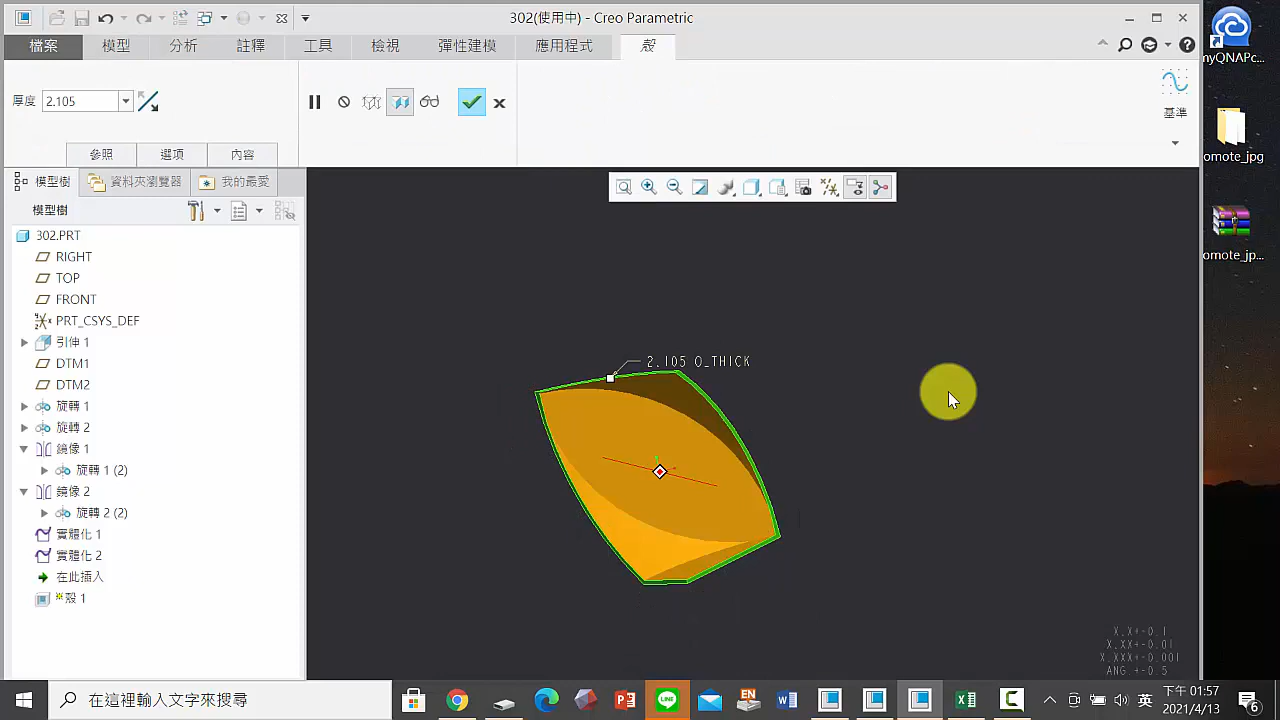 302(使用中) - Creo Parametric
檔案 模型 分析 註釋 工具 檢視 彈性建模 應用程式 殼
厚度 2.105
基準
參照 選項 內容
模型樹 資料夾瀏覽器 我的最愛
模型樹
302.PRT
RIGHT
TOP
FRONT
PRT_CSYS_DEF
引伸 1
DTM1
DTM2
旋轉 1
旋轉 2
鏡像 1
旋轉 1 (2)
鏡像 2
旋轉 2 (2)
實體化 1
實體化 2
在此插入
殼 1
2.105 O_THICK
X.X+-0.1
X.XX+-0.01
X.XXX+-0.001
ANG.+-0.5
myQNAPc...
omote_jpg
omote_jp...
在這裡輸入文字來搜尋
英
下午 01:57
2021/4/13
6